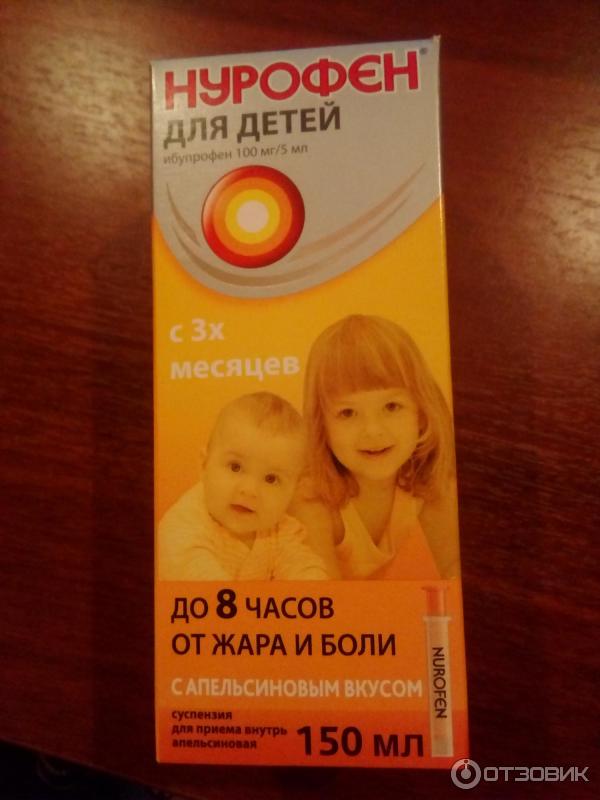 НУРОФЕН®
ДЛЯ ДЕТЕЙ
ибупрофен 100 мг/5 мл
с 3х
месяцев
ДО 8 ЧАСОВ
ОТ ЖАРА И БОЛИ
С АПЕЛЬСИНОВЫМ ВКУСОМ
NUROFEN
суспензия
для приема внутрь
апельсиновая
150 мл
ОТЗОВИК